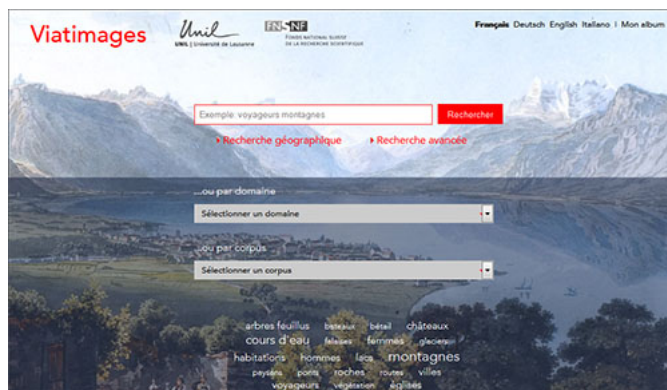 Viatimages
Unil
UNIL | Université de Lausanne
FNSNF
FONDS NATIONAL SUISSE
DE LA RECHERCHE SCIENTIFIQUE
Français Deutsch English Italiano | Mon album
Exemple: voyageurs montagnes
Rechercher
Recherche géographique Recherche avancée
...ou par domaine
Sélectionner un domaine
...ou par corpus
Sélectionner un corpus
arbres feuillus bateaux bétail châteaux
cours d'eau falaises femmes glaciers
habitations hommes lacs montagnes
paysans ponts roches routes villes
voyageurs végétation églises